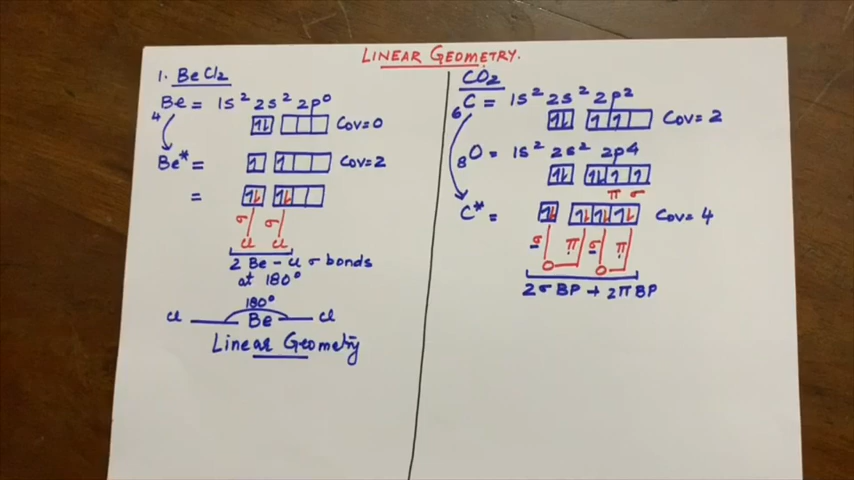 LINEAR GEOMETRY.
1. BeCl2
4Be = 1s² 2s² 2p⁰
Cov=0
Be* =
Cov=2
=
σ σ
Cl Cl
2 Be-Cl σ bonds
at 180°
180°
Cl Be Cl
Linear Geometry
CO2
6C = 1s² 2s² 2p²
Cov=2
8O = 1s² 2s² 2p4
π σ
C* =
Cov=4
σ π σ π
O O
2σ BP + 2π BP